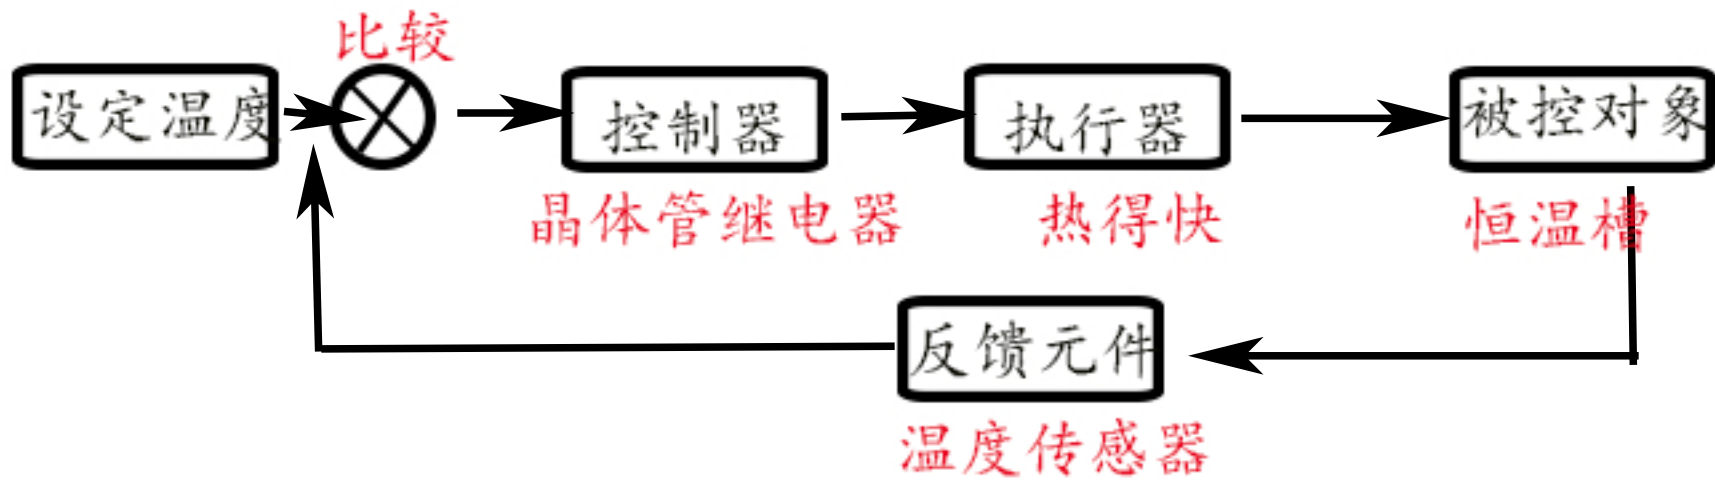 比较
设定温度
控制器
执行器
被控对象
晶体管继电器
热得快
恒温槽
反馈元件
温度传感器